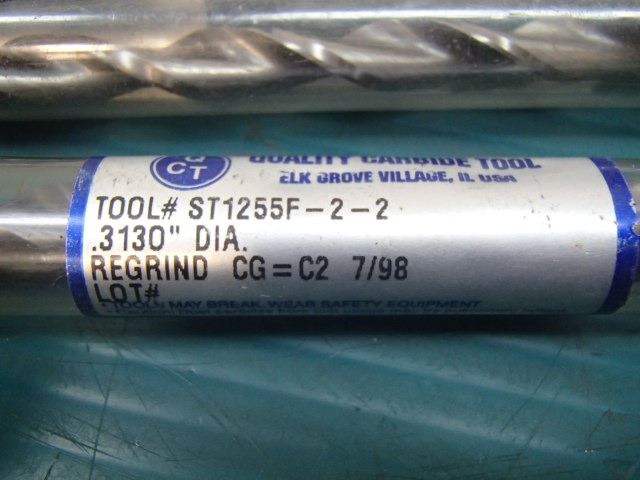 QCT
QUALITY CARBIDE TOOL
ELK GROVE VILLAGE, IL USA
TOOL# ST1255F-2-2
.3130" DIA.
REGRIND CG=C2 7/98
LOT#
TOOLS MAY BREAK, WEAR SAFETY EQUIPMENT